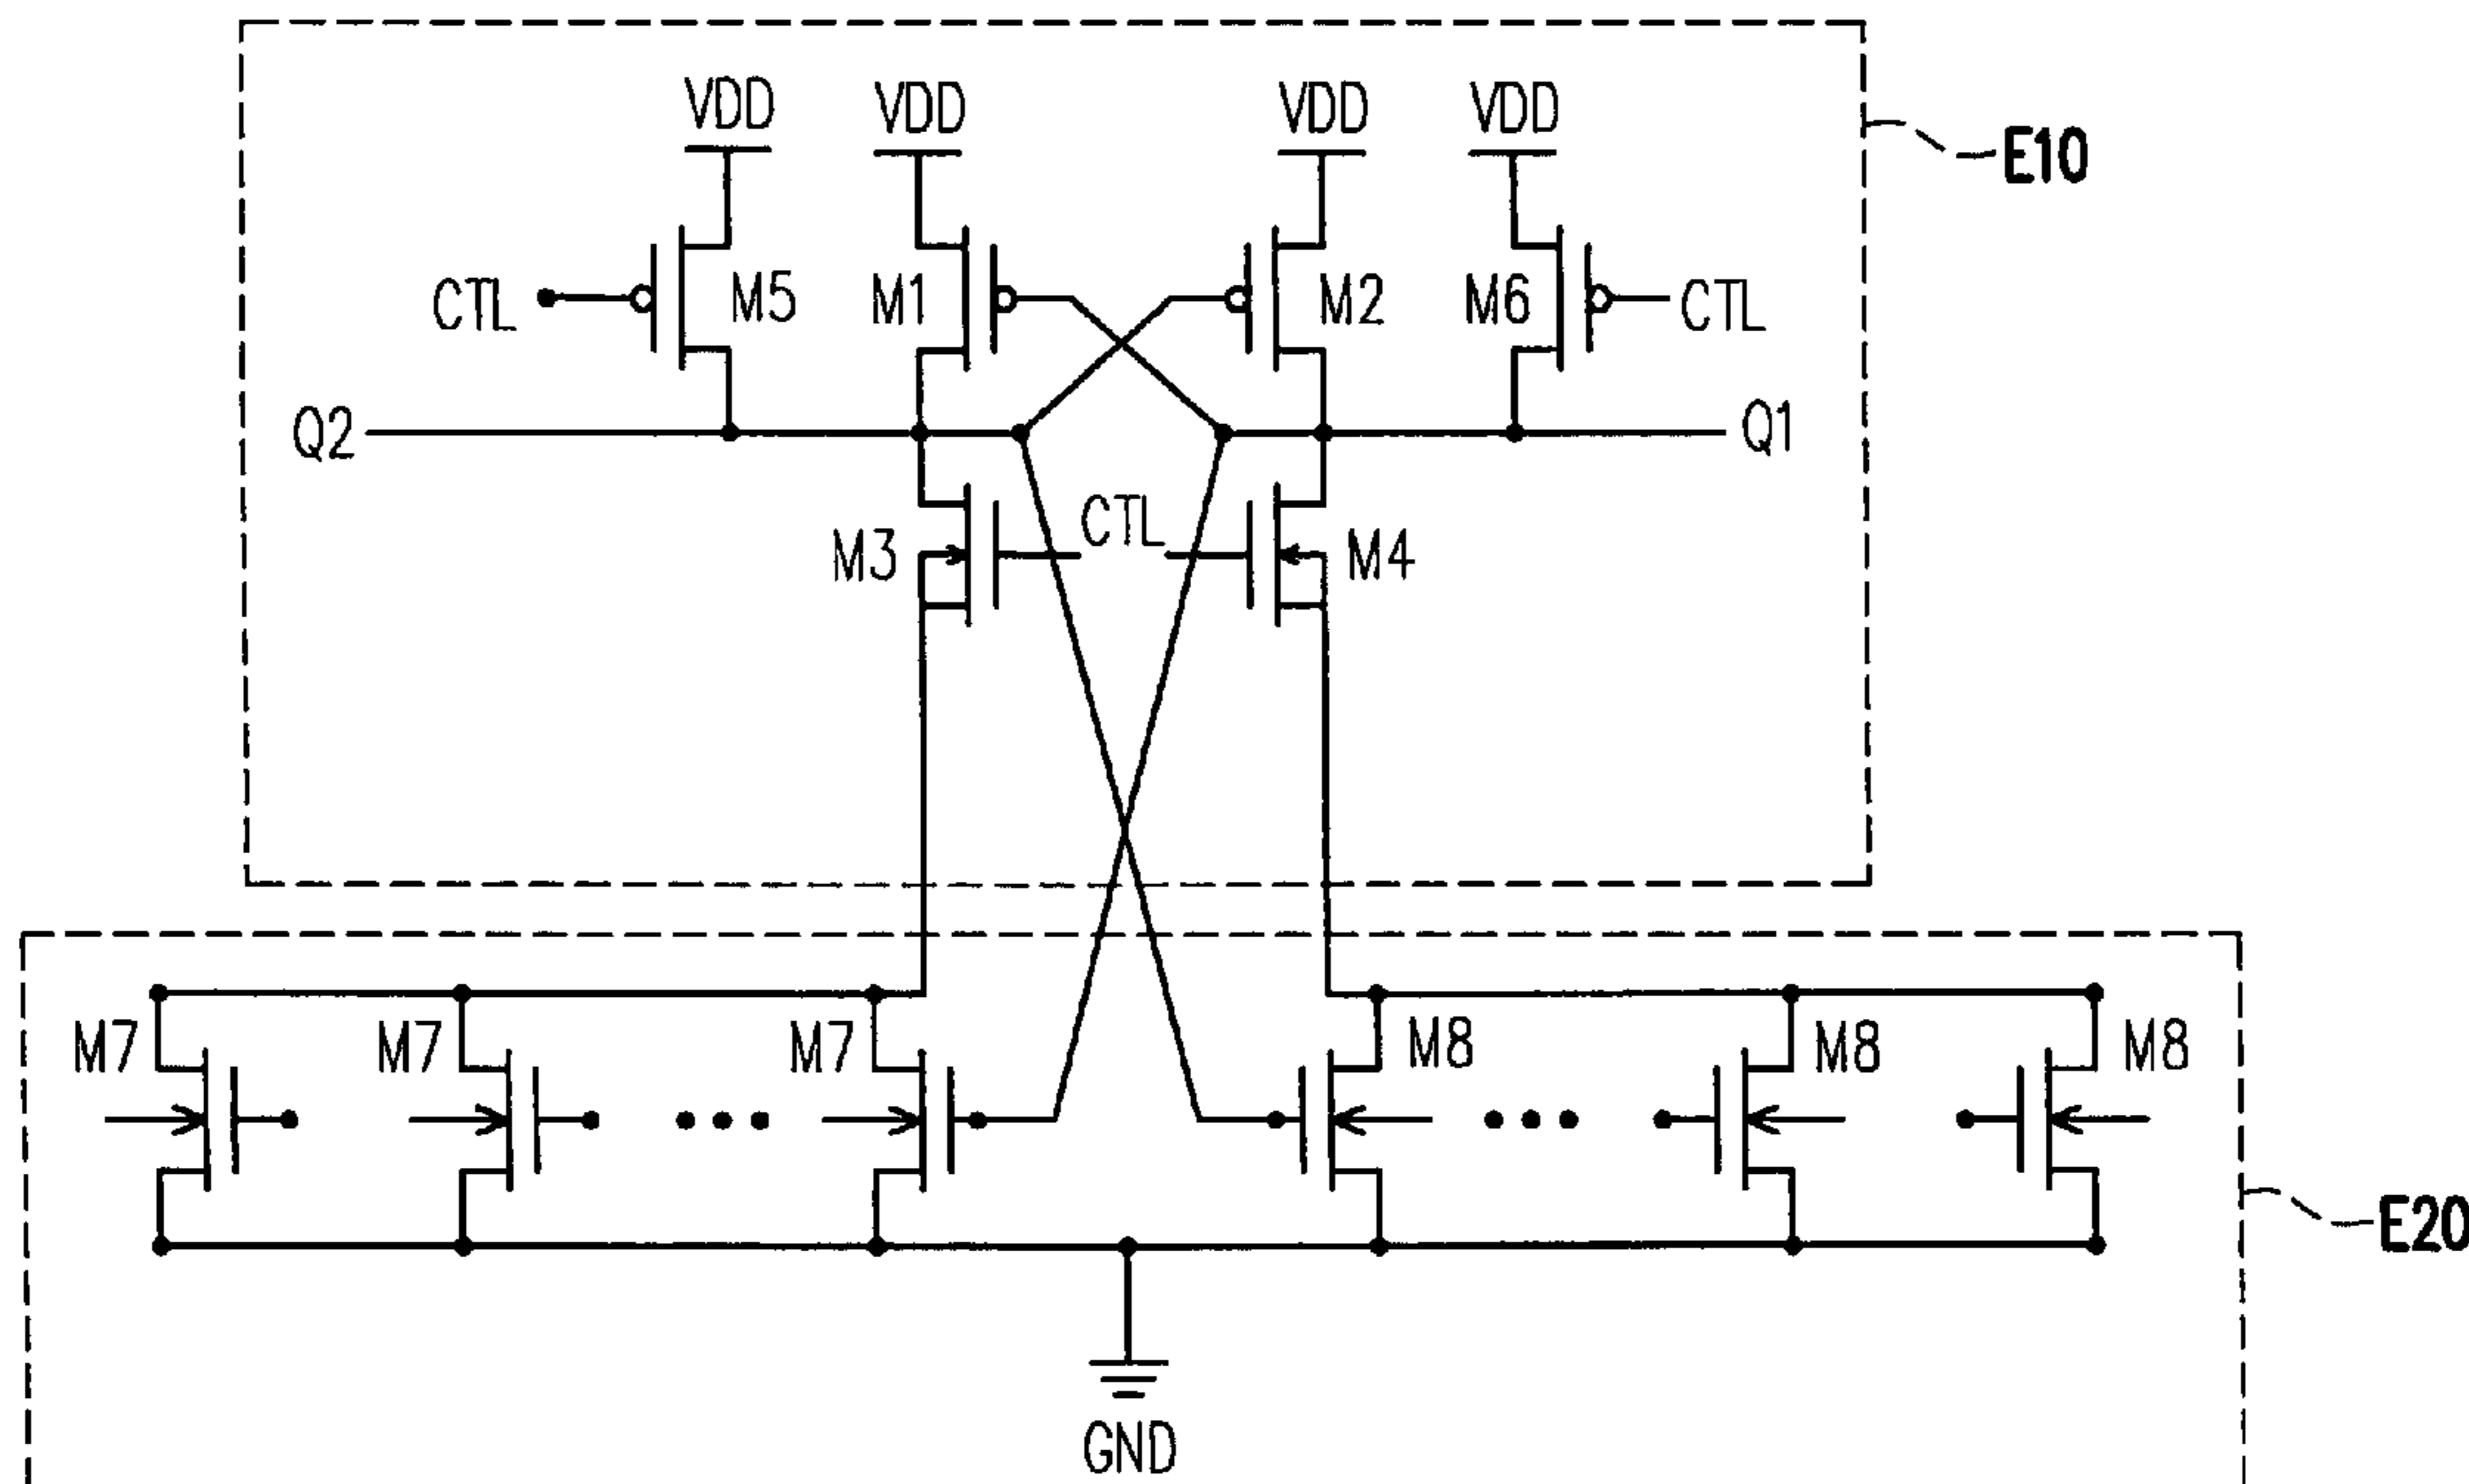 VDD VDD VDD VDD
E10
CTL M5 M1 M2 M6 CTL
Q2 Q1
M3 CTL M4
M7 M7 M7 M8 M8 M8
E20
GND